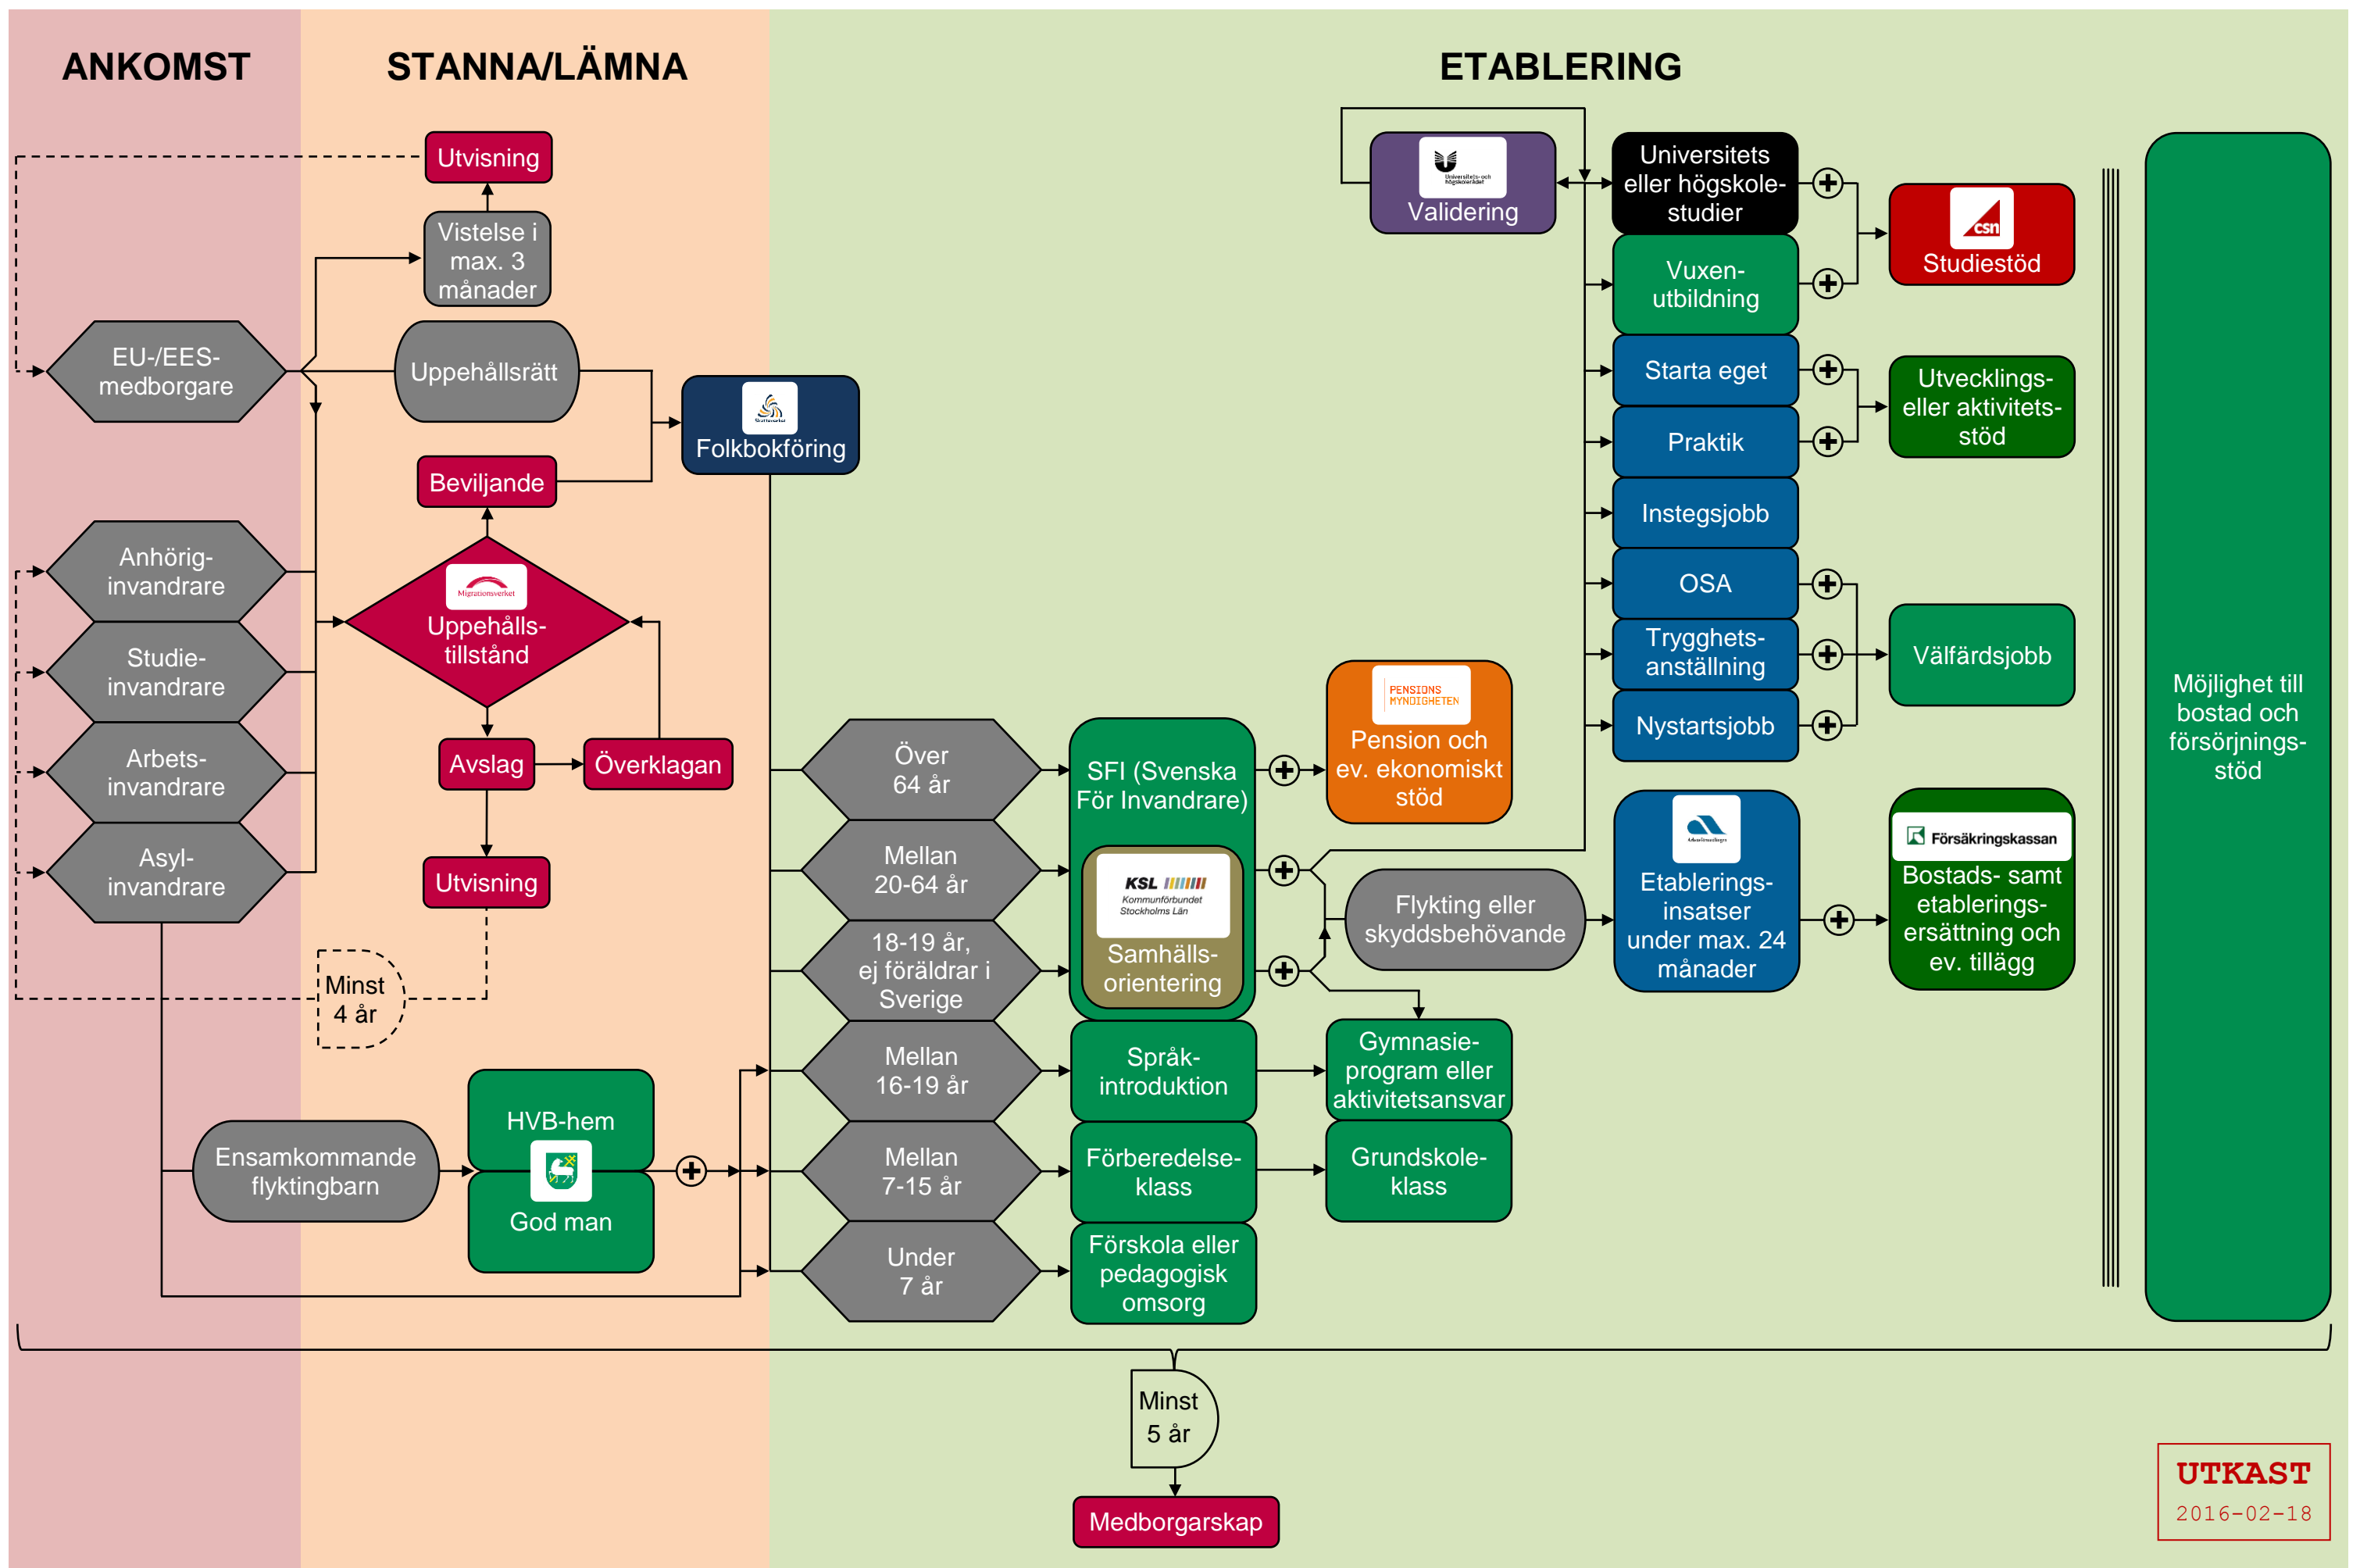 ANKOMST
STANNA/LÄMNA
ETABLERING
Utvisning
Vistelse i
max. 3
månader
EU-/EES-
medborgare
Uppehållsrätt
Skatteverket
Folkbokföring
Beviljande
Anhörig-
invandrare
Studie-
invandrare
Arbets-
invandrare
Asyl-
invandrare
Migrationsverket
Uppehålls-
tillstånd
Avslag
Överklagan
Utvisning
Minst
4 år
Ensamkommande
flyktingbarn
HVB-hem
God man
Över
64 år
Mellan
20-64 år
18-19 år,
ej föräldrar i
Sverige
Mellan
16-19 år
Mellan
7-15 år
Under
7 år
SFI (Svenska
För Invandrare)
KSL
Kommunförbundet
Stockholms Län
Samhälls-
orientering
Språk-
introduktion
Förberedelse-
klass
Förskola eller
pedagogisk
omsorg
PENSIONS
MYNDIGHETEN
Pension och
ev. ekonomiskt
stöd
Flykting eller
skyddsbehövande
Gymnasie-
program eller
aktivitetsansvar
Grundskole-
klass
Universitets- och
högskolerådet
Validering
Universitets
eller högskole-
studier
Vuxen-
utbildning
Starta eget
Praktik
Instegsjobb
OSA
Trygghets-
anställning
Nystartsjobb
Arbetsförmedlingen
Etablerings-
insatser
under max. 24
månader
csn
Studiestöd
Utvecklings-
eller aktivitets-
stöd
Välfärdsjobb
Försäkringskassan
Bostads- samt
etablerings-
ersättning och
ev. tillägg
Möjlighet till
bostad och
försörjnings-
stöd
Minst
5 år
Medborgarskap
UTKAST
2016-02-18